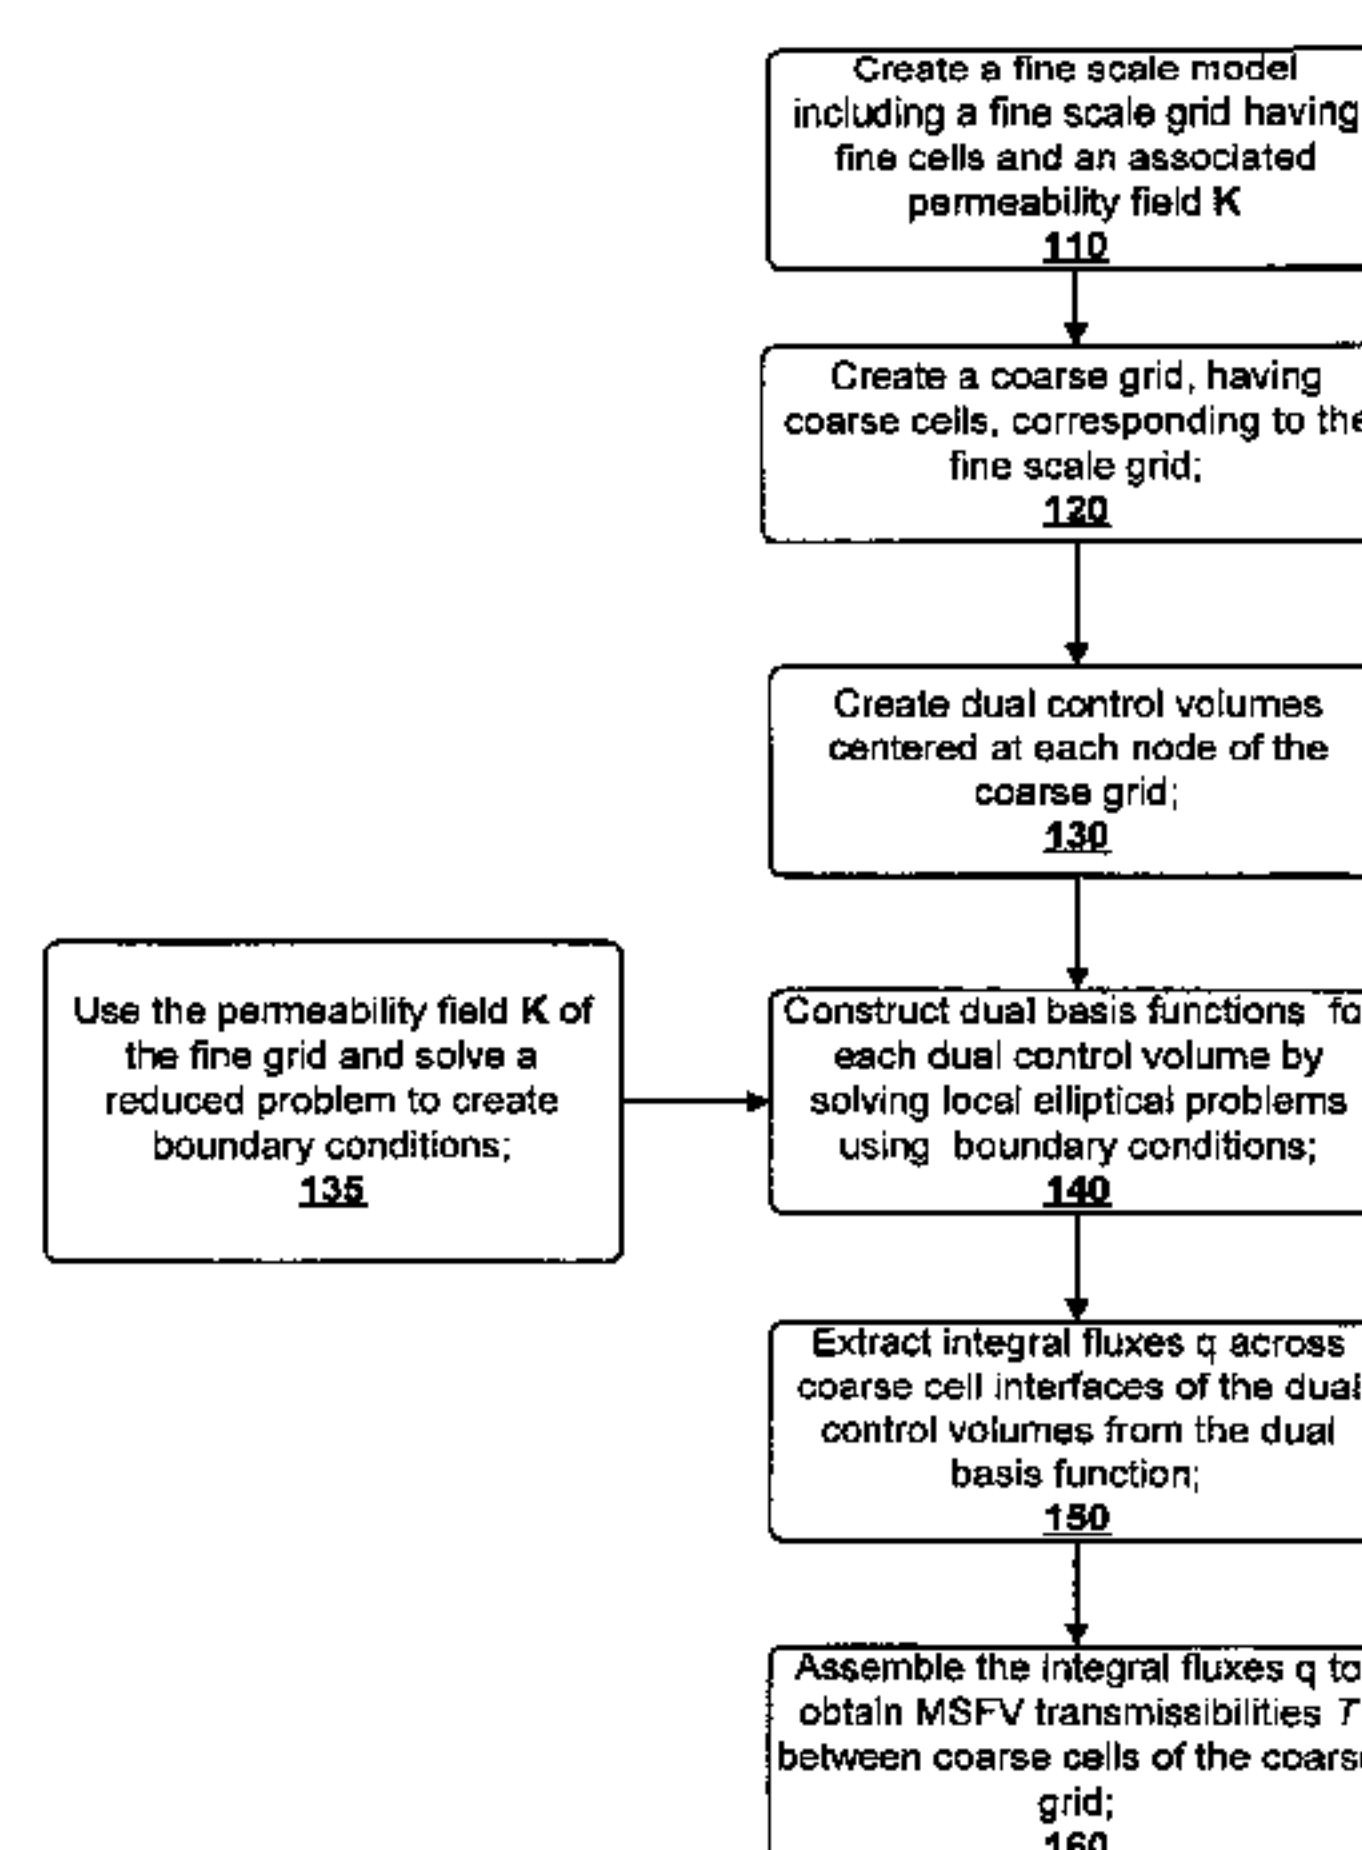 Create a fine scale model
including a fine scale grid having
fine cells and an associated
permeability field K
110
Create a coarse grid, having
coarse cells, corresponding to the
fine scale grid;
120
Create dual control volumes
centered at each node of the
coarse grid;
130
Use the permeability field K of
the fine grid and solve a
reduced problem to create
boundary conditions;
135
Construct dual basis functions fo
each dual control volume by
solving local elliptical problems
using boundary conditions;
140
Extract integral fluxes q across
coarse cell interfaces of the dual
control volumes from the dual
basis function;
150
Assemble the integral fluxes q to
obtain MSFV transmissibilities T
between coarse cells of the coarse
grid;
160